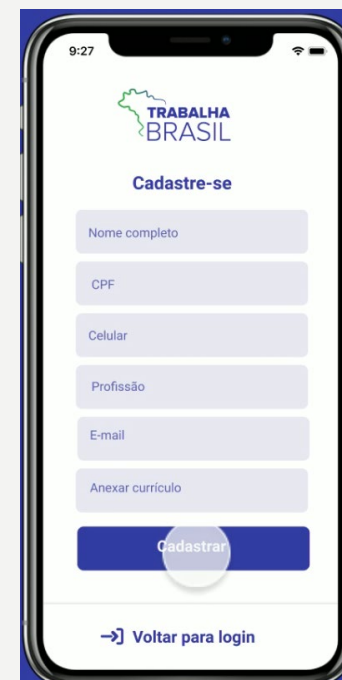 9:27
TRABALHA
BRASIL
Cadastre-se
Nome completo
CPF
Celular
Profissão
E-mail
Anexar currículo
Cadastrar
Voltar para login